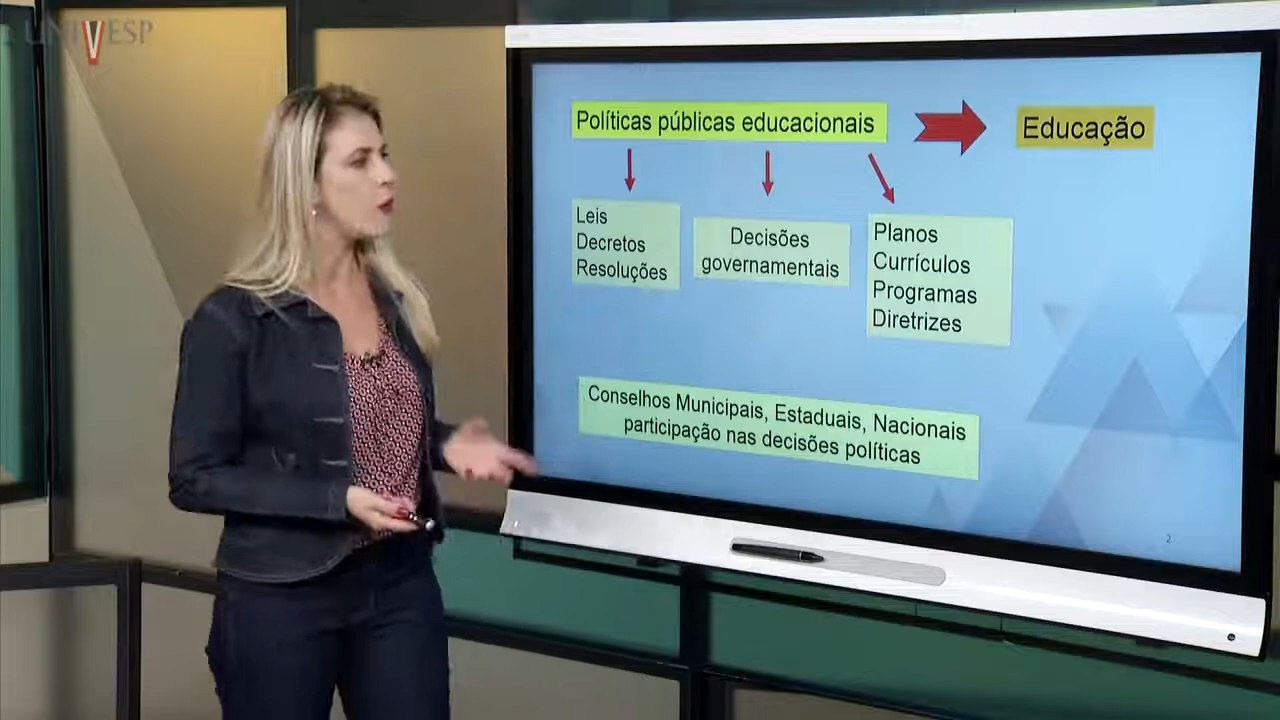 UNIVESP
Políticas públicas educacionais
Educação
Leis
Decretos
Resoluções
Decisões
governamentais
Planos
Currículos
Programas
Diretrizes
Conselhos Municipais, Estaduais, Nacionais
participação nas decisões políticas
2